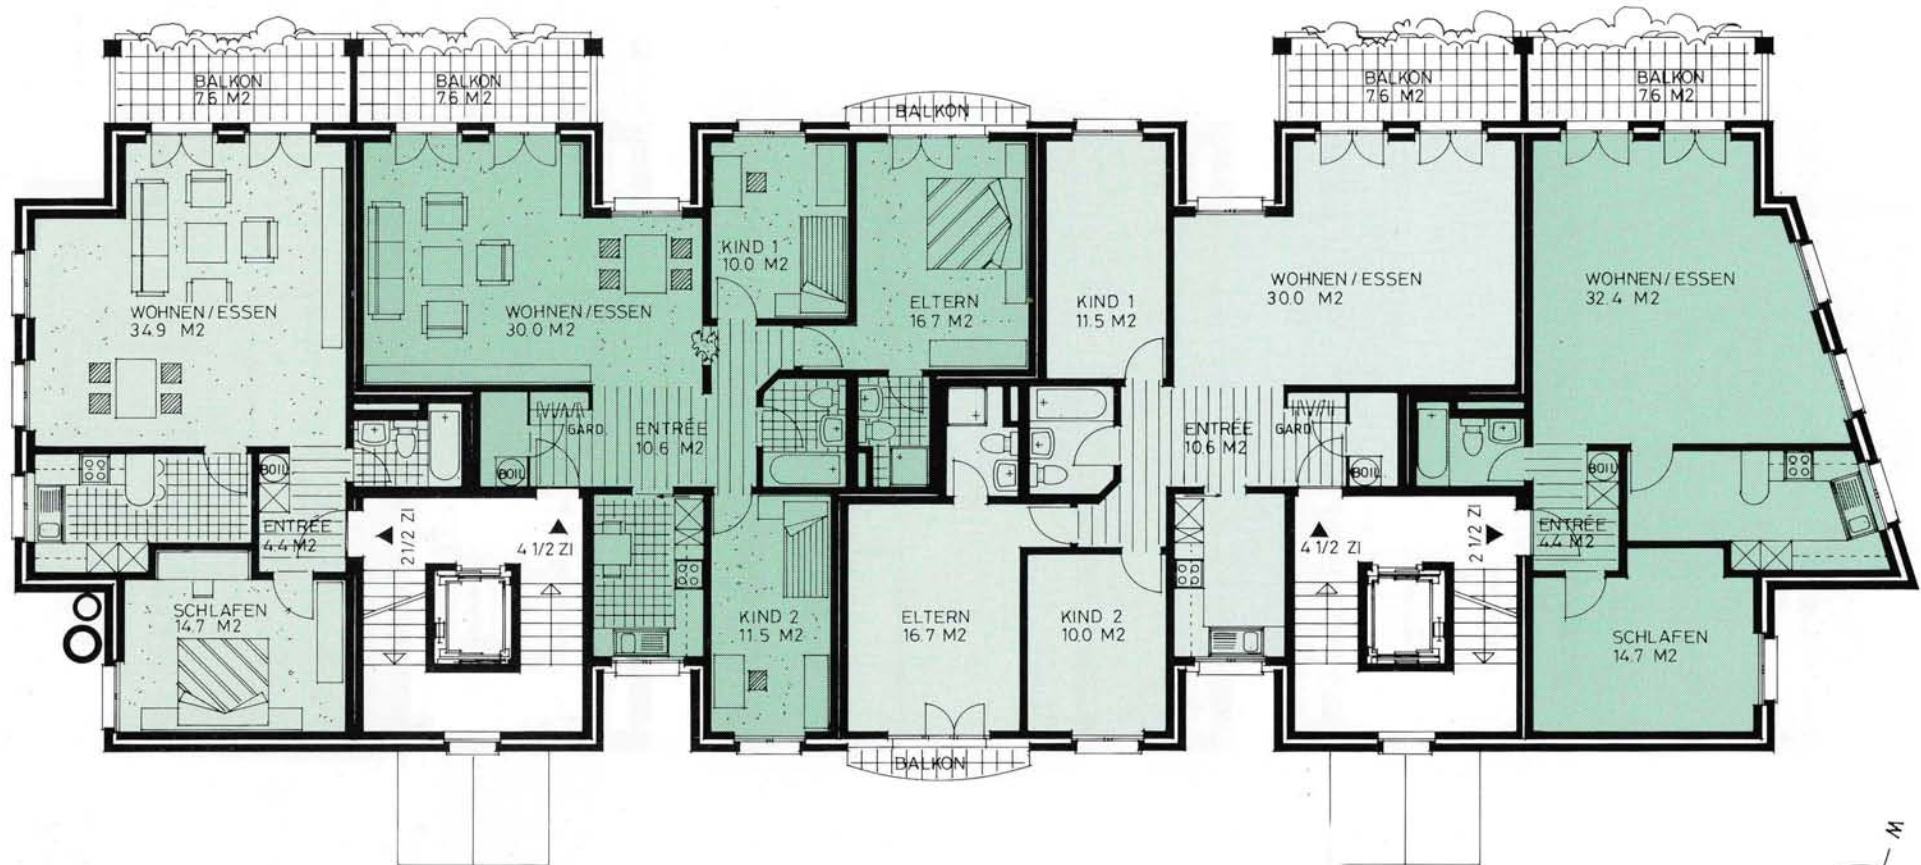 BALKON
7.6 M2
BALKON
7.6 M2
BALKON
BALKON
7.6 M2
BALKON
7.6 M2
WOHNEN/ESSEN
34.9 M2
WOHNEN/ESSEN
30.0 M2
KIND 1
10.0 M2
ELTERN
16.7 M2
KIND 1
11.5 M2
WOHNEN/ESSEN
30.0 M2
WOHNEN/ESSEN
32.4 M2
GARD.
ENTRÉE
10.6 M2
ENTRÉE
10.6 M2
GARD.
BOIL
BOIL
BOIL
BOIL
ENTRÉE
4.4 M2
2 1/2 ZI
4 1/2 ZI
4 1/2 ZI
2 1/2 ZI
ENTRÉE
4.4 M2
SCHLAFEN
14.7 M2
KIND 2
11.5 M2
ELTERN
16.7 M2
KIND 2
10.0 M2
SCHLAFEN
14.7 M2
BALKON
W